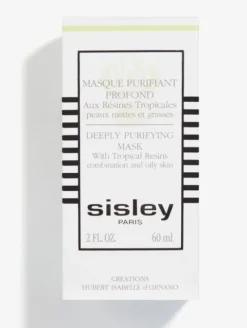 MASQUE PURIFIANT
PROFOND
Aux Résines Tropicales
peaux mixtes et grasses
DEEPLY PURIFYING
MASK
With Tropical Resins
combination and oily skin
sisley
PARIS
2 FL. OZ. 60 ml
CREATIONS
HUBERT ISABELLE d'ORNANO